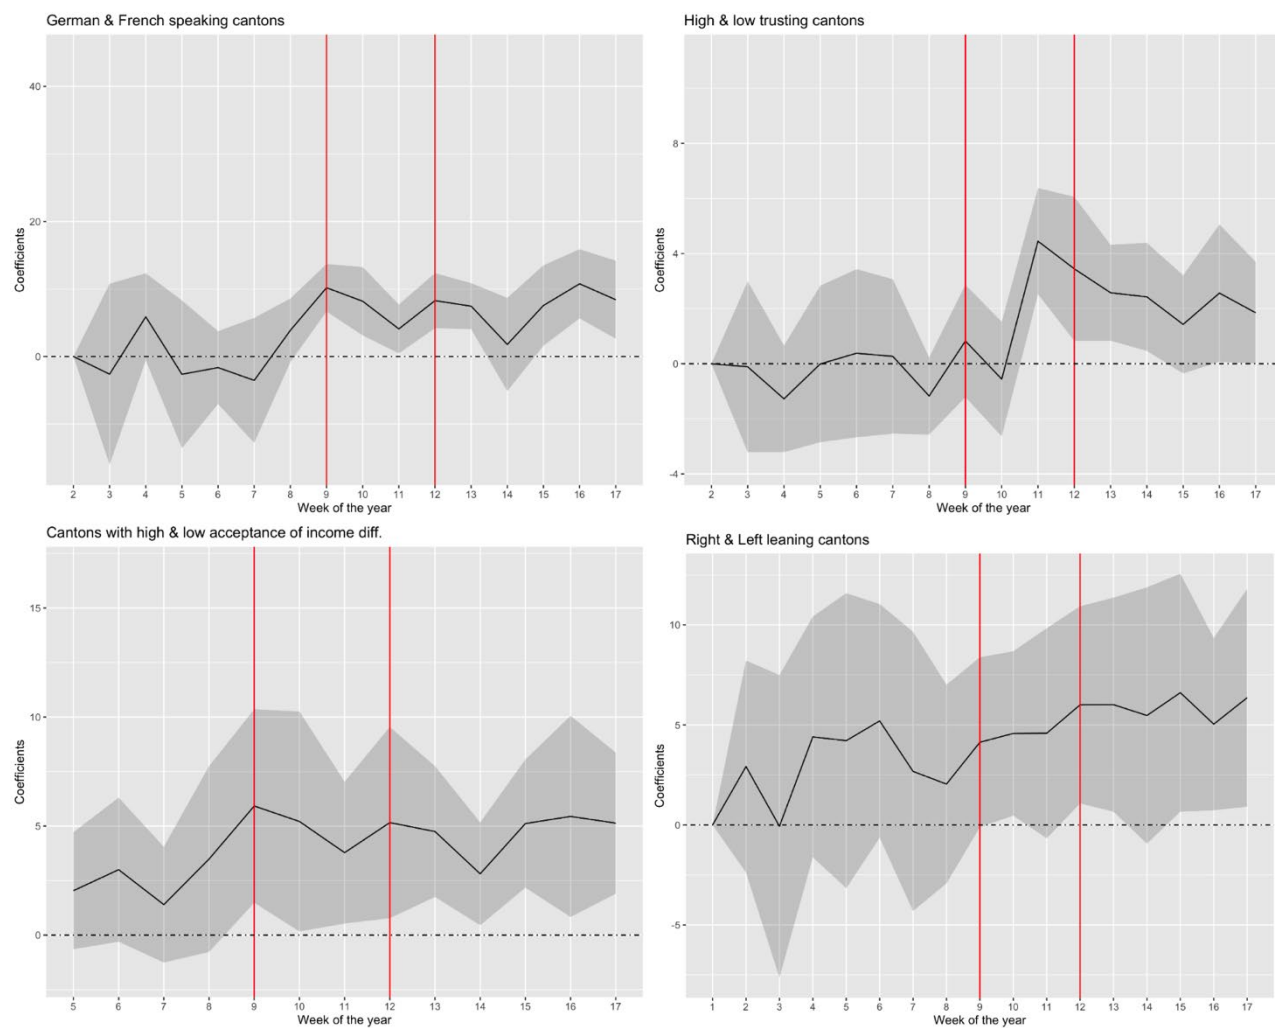 German & French speaking cantons
Coefficients
40
20
0
2 3 4 5 6 7 8 9 10 11 12 13 14 15 16 17
Week of the year
High & low trusting cantons
Coefficients
8
4
0
-4
2 3 4 5 6 7 8 9 10 11 12 13 14 15 16 17
Week of the year
Cantons with high & low acceptance of income diff.
Coefficients
15
10
5
0
5 6 7 8 9 10 11 12 13 14 15 16 17
Week of the year
Right & Left leaning cantons
Coefficients
10
5
0
-5
1 2 3 4 5 6 7 8 9 10 11 12 13 14 15 16 17
Week of the year